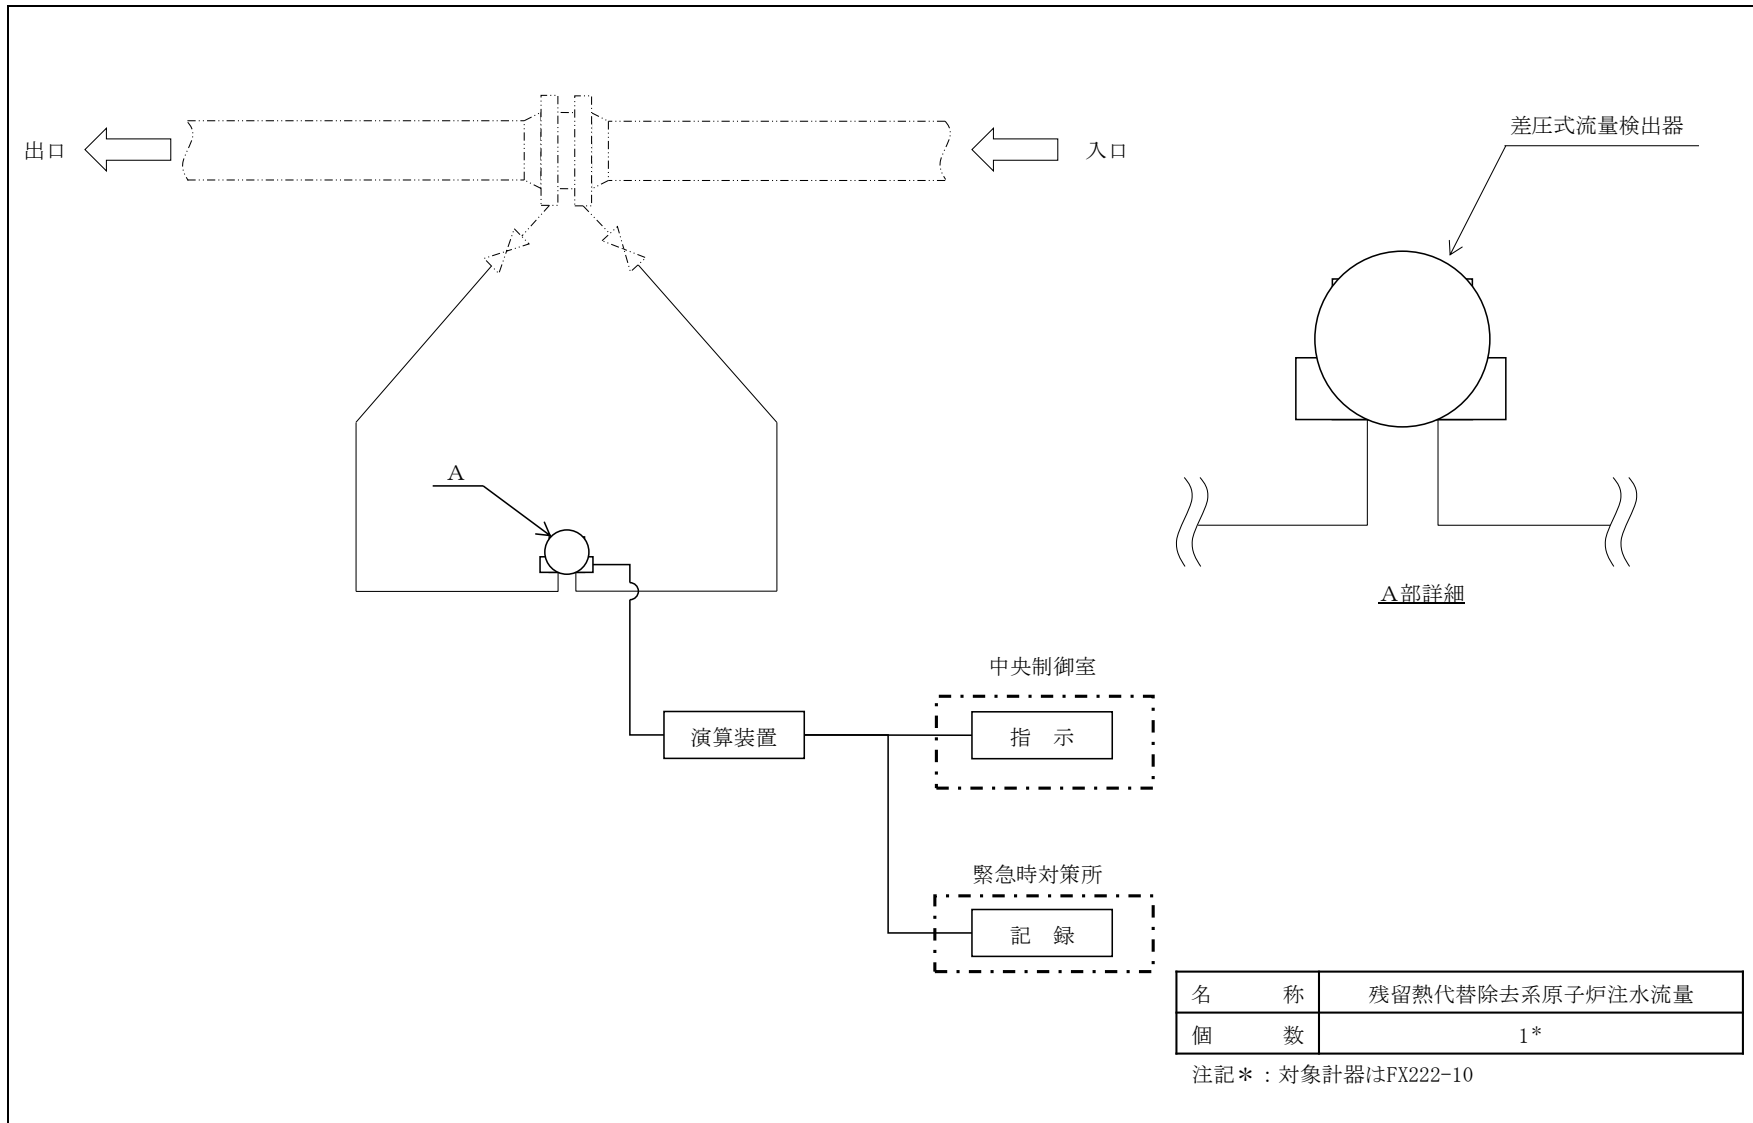 差圧式流量検出器
出口
入口
A
A部詳細
中央制御室
演算装置
指 示
緊急時対策所
記 録
名 称 残留熱代替除去系原子炉注水流量
個 数 1*
注記＊：対象計器はFX222-10